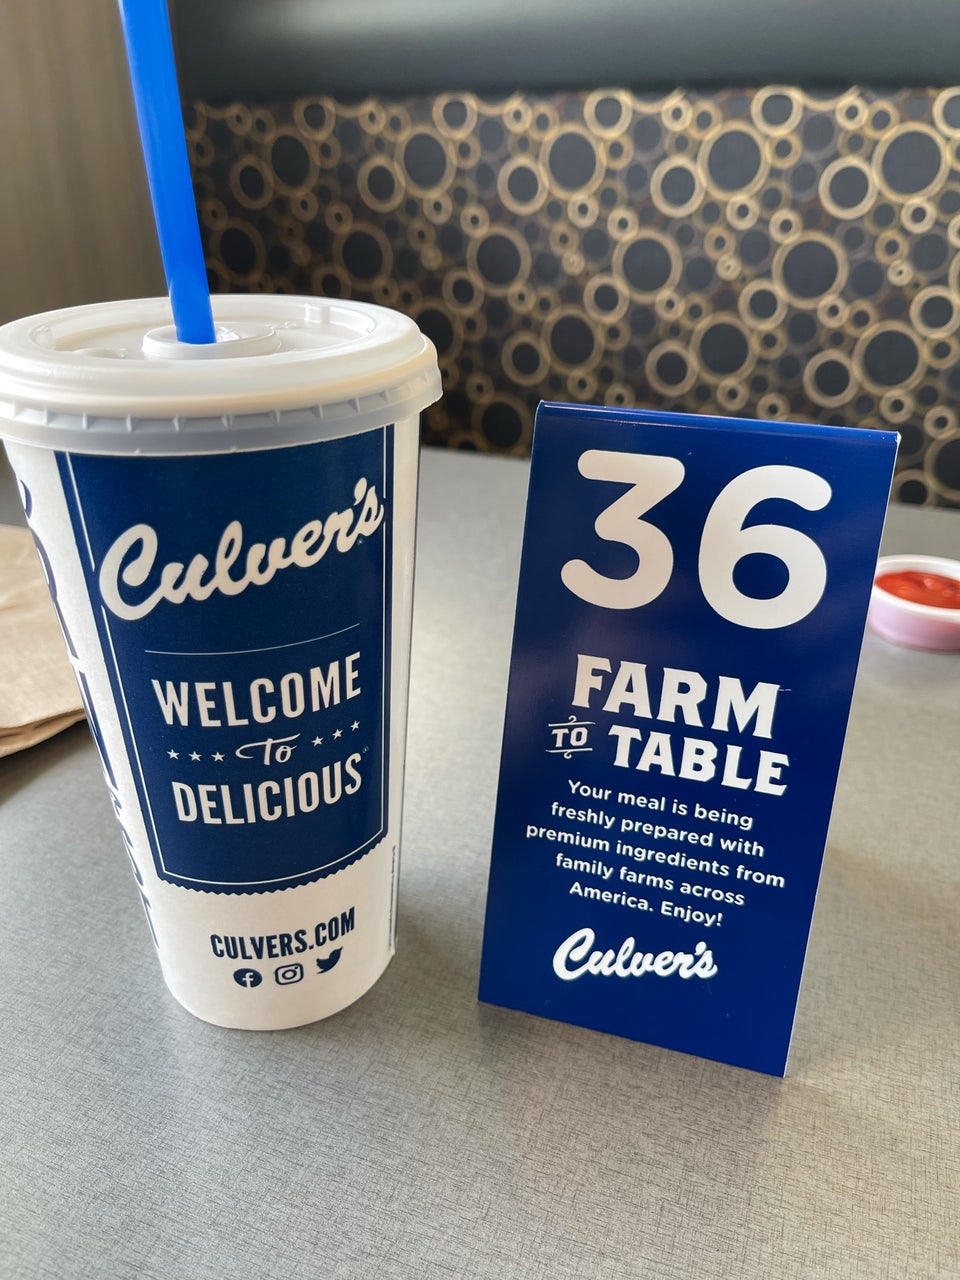 Culver's
WELCOME
to
DELICIOUS
CULVERS.COM
36
FARM
TO TABLE
Your meal is being
freshly prepared with
premium ingredients from
family farms across
America. Enjoy!
Culver's